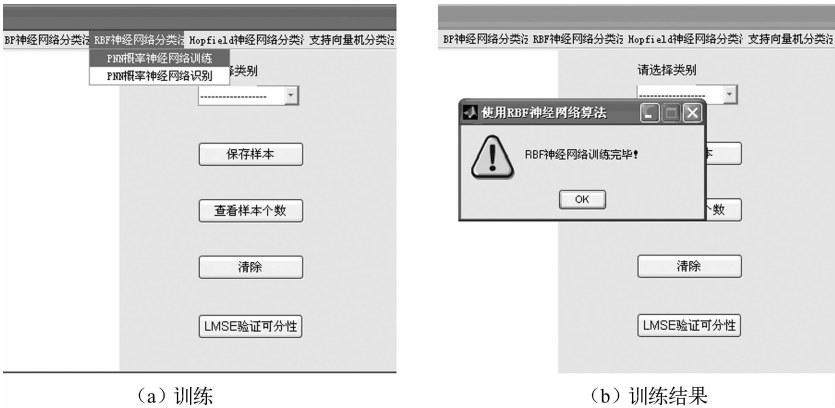 BP神经网络分类法 RBF神经网络分类法 Hopfield神经网络分类法 支持向量机分类法
PNN概率神经网络训练
择类别
PNN概率神经网络识别
-----------------
保存样本
查看样本个数
清除
LMSE验证可分性
(a)训练
BP神经网络分类法 RBF神经网络分类法 Hopfield神经网络分类法 支持向量机分类法
请选择类别
-----------------
使用RBF神经网络算法
RBF神经网络训练完毕!
本
OK
个数
清除
LMSE验证可分性
(b)训练结果